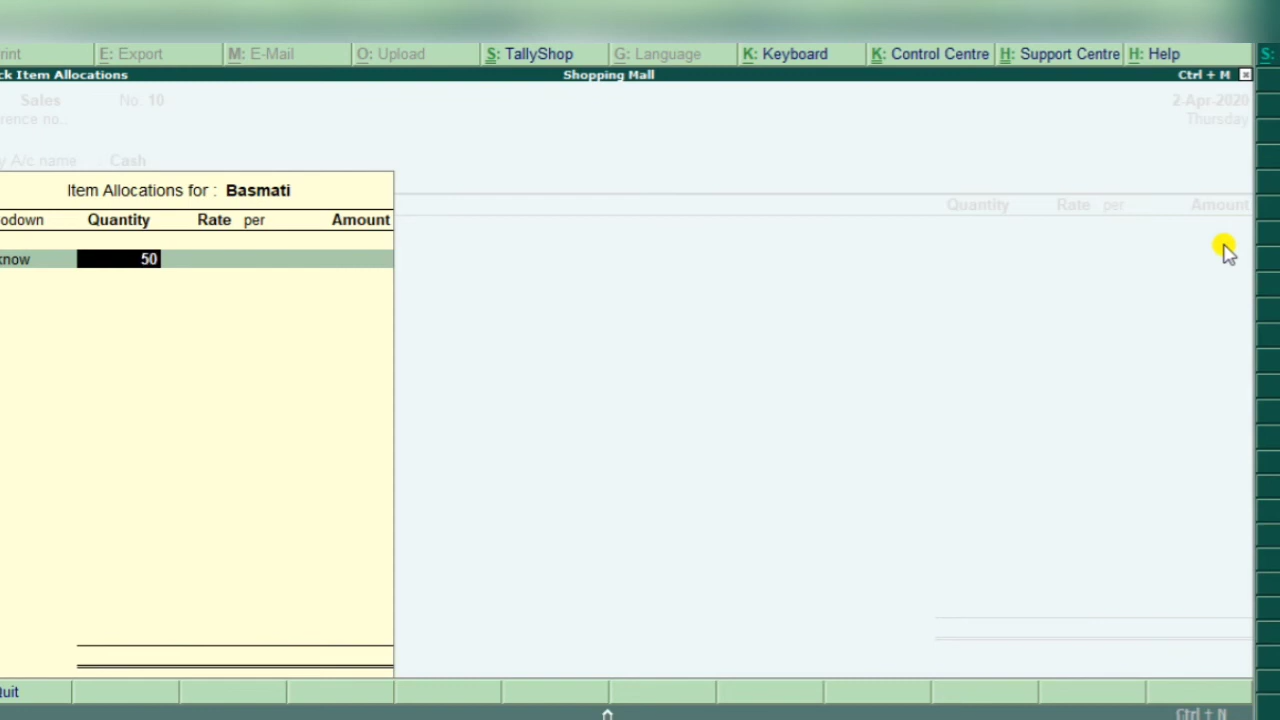 rint E: Export M: E-Mail O: Upload S: TallyShop G: Language K: Keyboard K: Control Centre H: Support Centre H: Help S:
ck Item Allocations Shopping Mall Ctrl + M
Sales No. 10 2-Apr-2020
rence no.. Thursday
y A/c name : Cash
Item Allocations for : Basmati
Quantity Rate per Amount
odown Quantity Rate per Amount
know 50
Quit
Ctrl + N